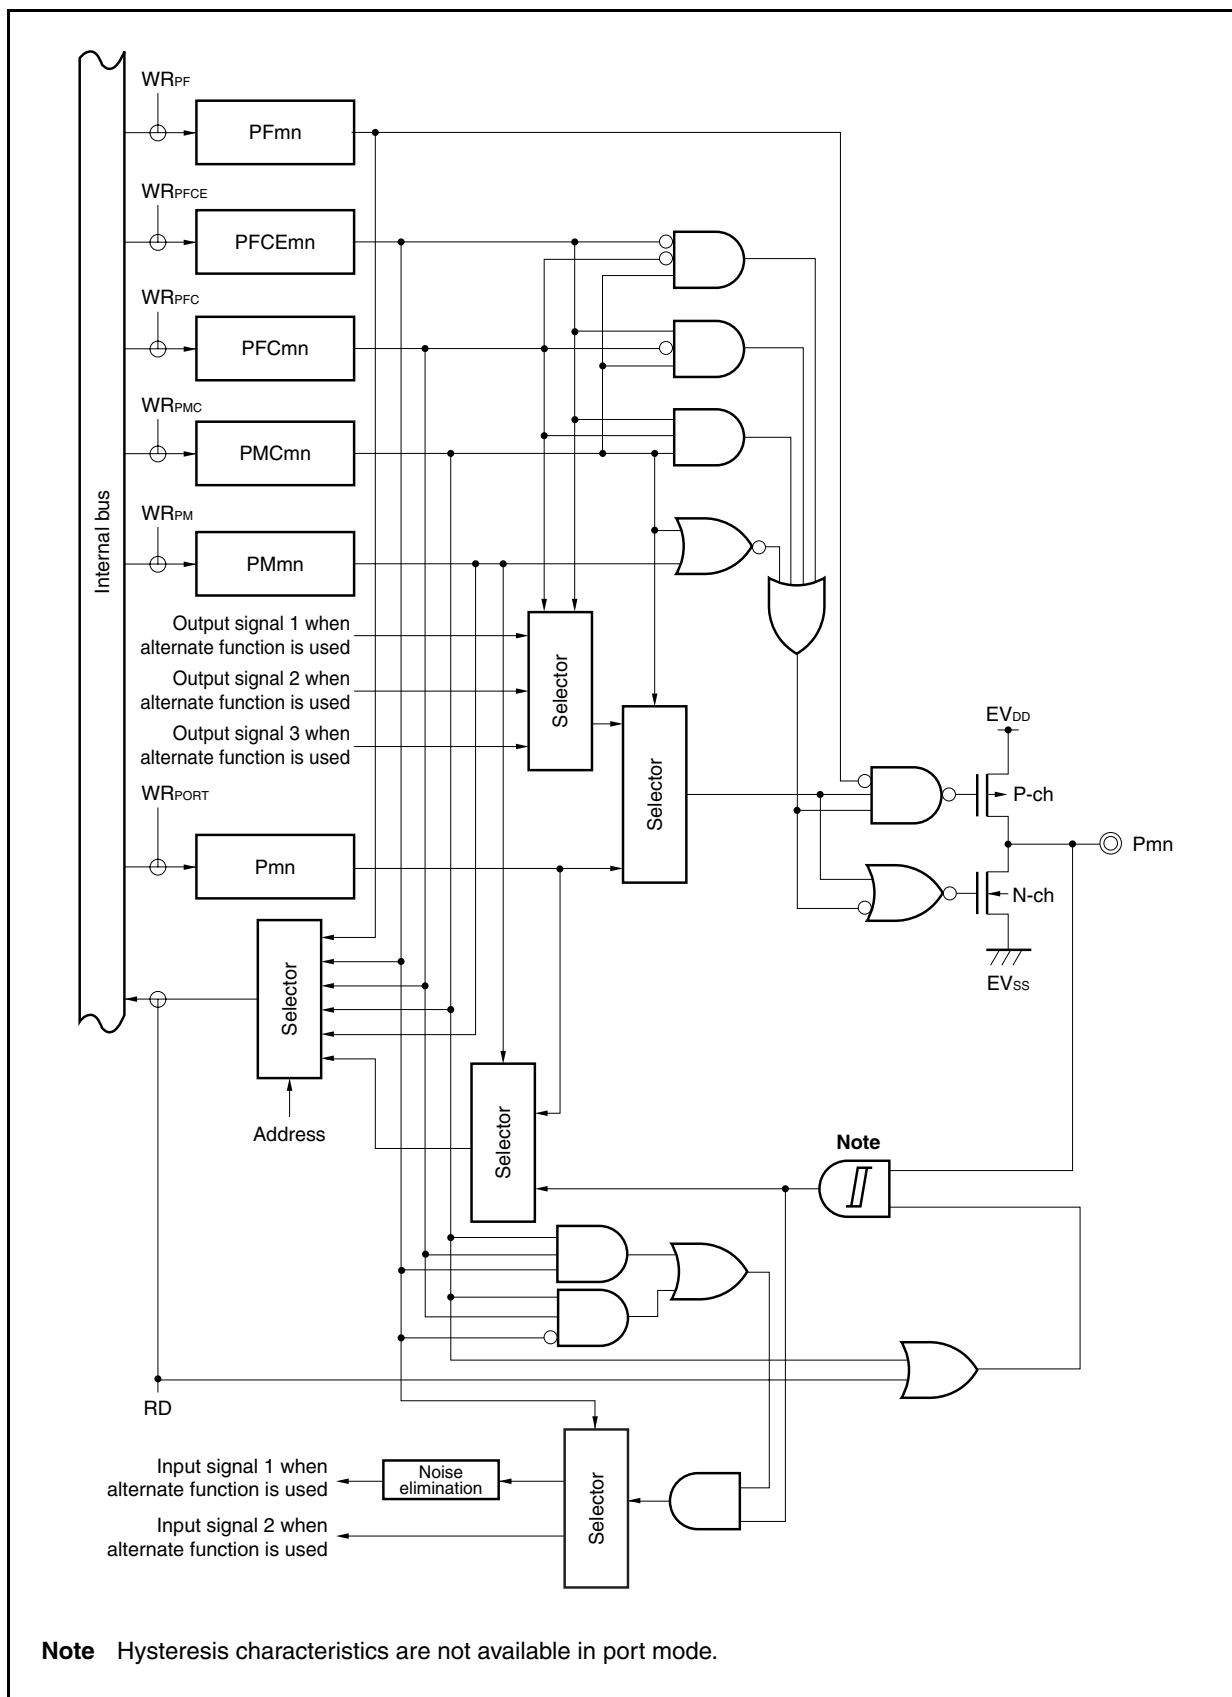 WRPF
PFmn
WRPFCE
PFCEmn
WRPFC
PFCmn
WRPMC
PMCmn
Internal bus
WRPM
PMmn
Output signal 1 when
alternate function is used
Output signal 2 when
alternate function is used
Output signal 3 when
alternate function is used
Selector
Selector
EVDD
P-ch
WRPORT
Pmn
Pmn
N-ch
EVSS
Selector
Address
Selector
Note
RD
Input signal 1 when
alternate function is used
Noise
elimination
Selector
Input signal 2 when
alternate function is used
Note Hysteresis characteristics are not available in port mode.